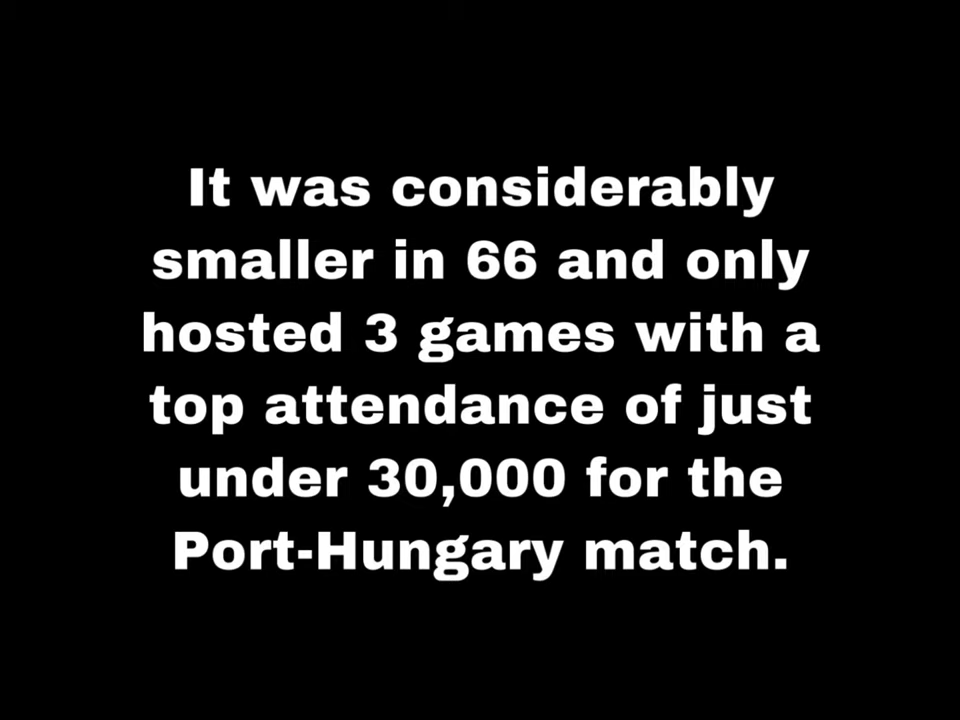 It was considerably
smaller in 66 and only
hosted 3 games with a
top attendance of just
under 30,000 for the
Port-Hungary match.